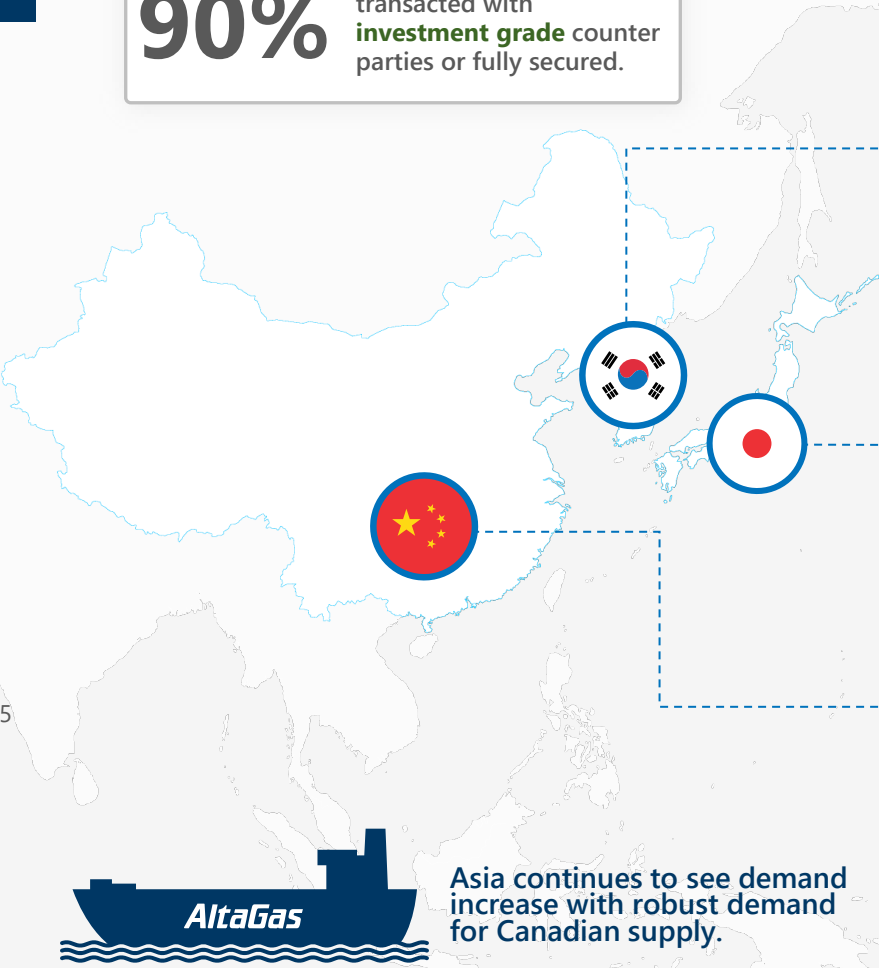 90%
transacted with
investment grade counter
parties or fully secured.
5
AltaGas
Asia continues to see demand
increase with robust demand
for Canadian supply.